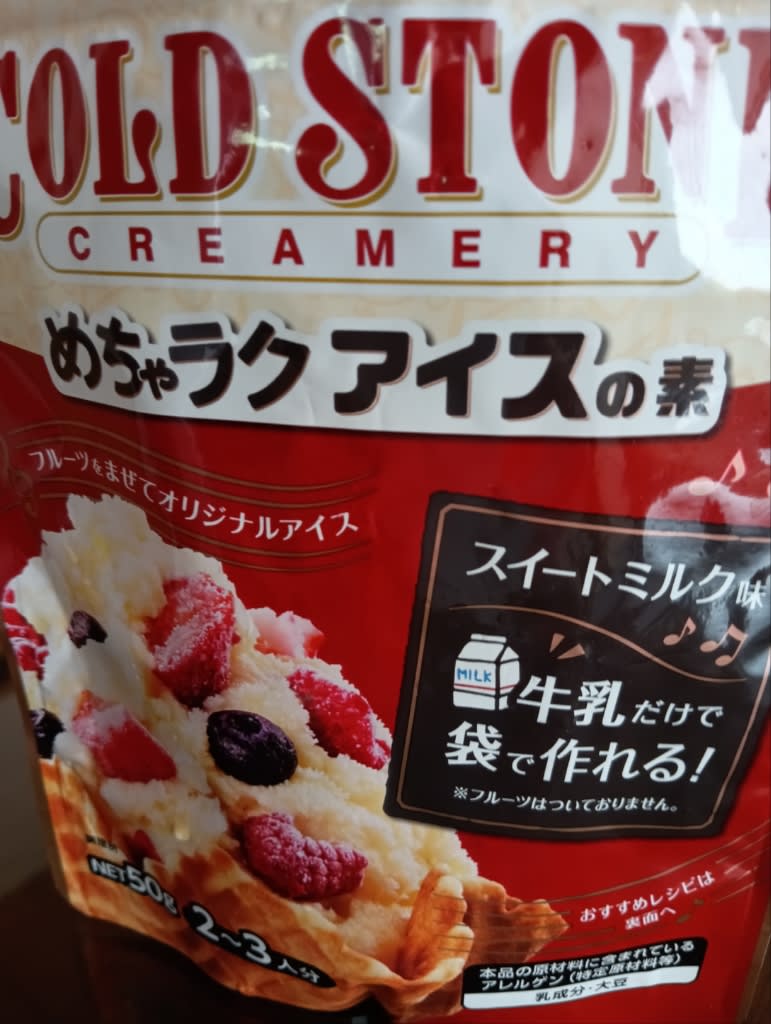 COLD STONE
CREAMERY
めちゃラク アイスの素
フルーツをまぜてオリジナルアイス
スイートミルク味
MILK
牛乳だけで
袋で作れる!
※フルーツはついておりません。
NET50g
2~3人分
おすすめレシピは
裏面へ
本品の原材料に含まれている
アレルゲン(特定原材料等)
乳成分・大豆